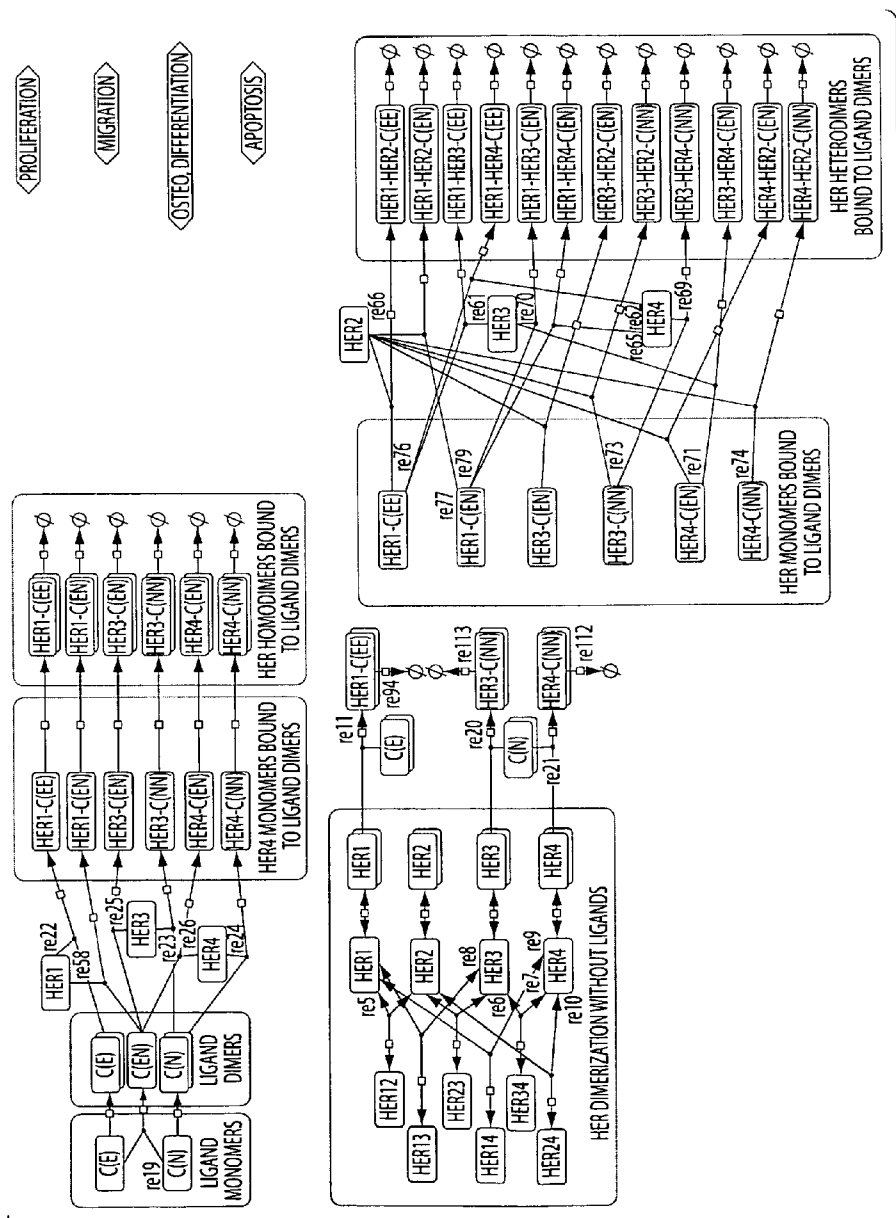 C(E)
re19
C(N)
LIGAND
MONOMERS
C(E)
C(EN)
C(N)
LIGAND
DIMERS
HER1
re22
re58
re25
HER3
re23
re26
HER4
re24
HER1-C(EE)
HER1-C(EN)
HER3-C(EN)
HER3-C(NN)
HER4-C(EN)
HER4-C(NN)
HER4 MONOMERS BOUND
TO LIGAND DIMERS
HER1-C(EE)
HER1-C(EN)
HER3-C(EN)
HER3-C(NN)
HER4-C(EN)
HER4-C(NN)
HER HOMODIMERS BOUND
TO LIGAND DIMERS
PROLIFERATION
MIGRATION
OSTEO, DIFFERENTIATION
APOPTOSIS
HER12
HER13
HER23
HER14
HER34
HER24
re5
re8
re6
re7
re9
re10
HER1
HER2
HER3
HER4
HER1
HER2
HER3
HER4
HER DIMERIZATION WITHOUT LIGANDS
re11
C(E)
HER1-C(EE)
re94
re20
C(N)
re21
HER3-C(NN)
re113
HER4-C(NN)
re112
HER1-C(EE)
HER1-C(EN)
HER3-C(EN)
HER3-C(NN)
HER4-C(EN)
HER4-C(NN)
HER MONOMERS BOUND
TO LIGAND DIMERS
re76
re77
re79
re73
re71
re74
HER2
re66
re61
HER3
re70
re65
re62
HER4
re69
HER1-HER2-C(EE)
HER1-HER2-C(EN)
HER1-HER3-C(EE)
HER1-HER4-C(EE)
HER1-HER3-C(EN)
HER1-HER4-C(EN)
HER3-HER2-C(EN)
HER3-HER2-C(NN)
HER3-HER4-C(NN)
HER3-HER4-C(EN)
HER4-HER2-C(EN)
HER4-HER2-C(NN)
HER HETERODIMERS
BOUND TO LIGAND DIMERS